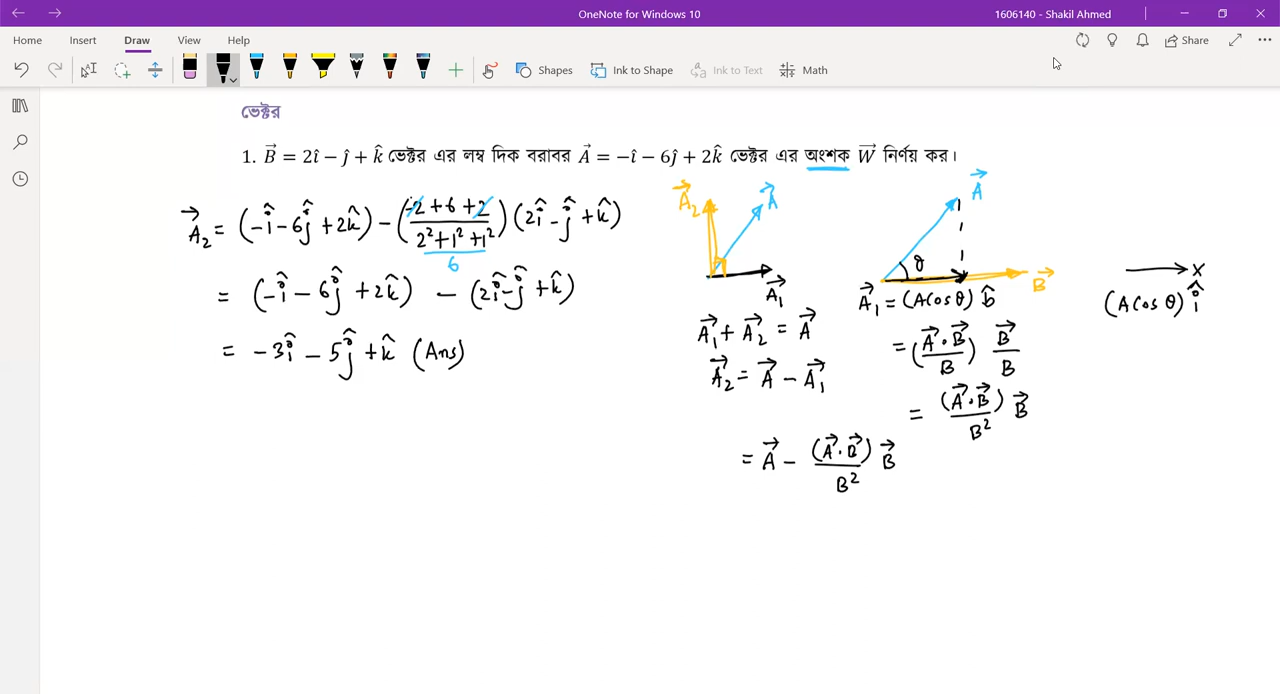 OneNote for Windows 10
1606140 - Shakil Ahmed
Home Insert Draw View Help
Shapes Ink to Shape Ink to Text Math Share
ভেক্টর
1. B⃗ = 2î − ĵ + k̂ ভেক্টর এর লম্ব দিক বরাবর A⃗ = −î − 6ĵ + 2k̂ ভেক্টর এর অংশক W⃗ নির্ণয় কর।
A⃗₂ = (-î - 6ĵ + 2k̂) - ((-2 + 6 + 2)/(2² + 1² + 1²)) (2î - ĵ + k̂)
6
= (-î - 6ĵ + 2k̂) - (2î - ĵ + k̂)
= -3î - 5ĵ + k̂ (Ans)
A⃗₂ A⃗
A⃗₁
A⃗₁ + A⃗₂ = A⃗
A⃗₂ = A⃗ - A⃗₁
= A⃗ - ((A⃗·B⃗)/B²) B⃗
A⃗
θ
B⃗
A⃗₁ = (A cos θ) b̂
= ((A⃗·B⃗)/B) B⃗/B
= ((A⃗·B⃗)/B²) B⃗
X
(A cos θ) î